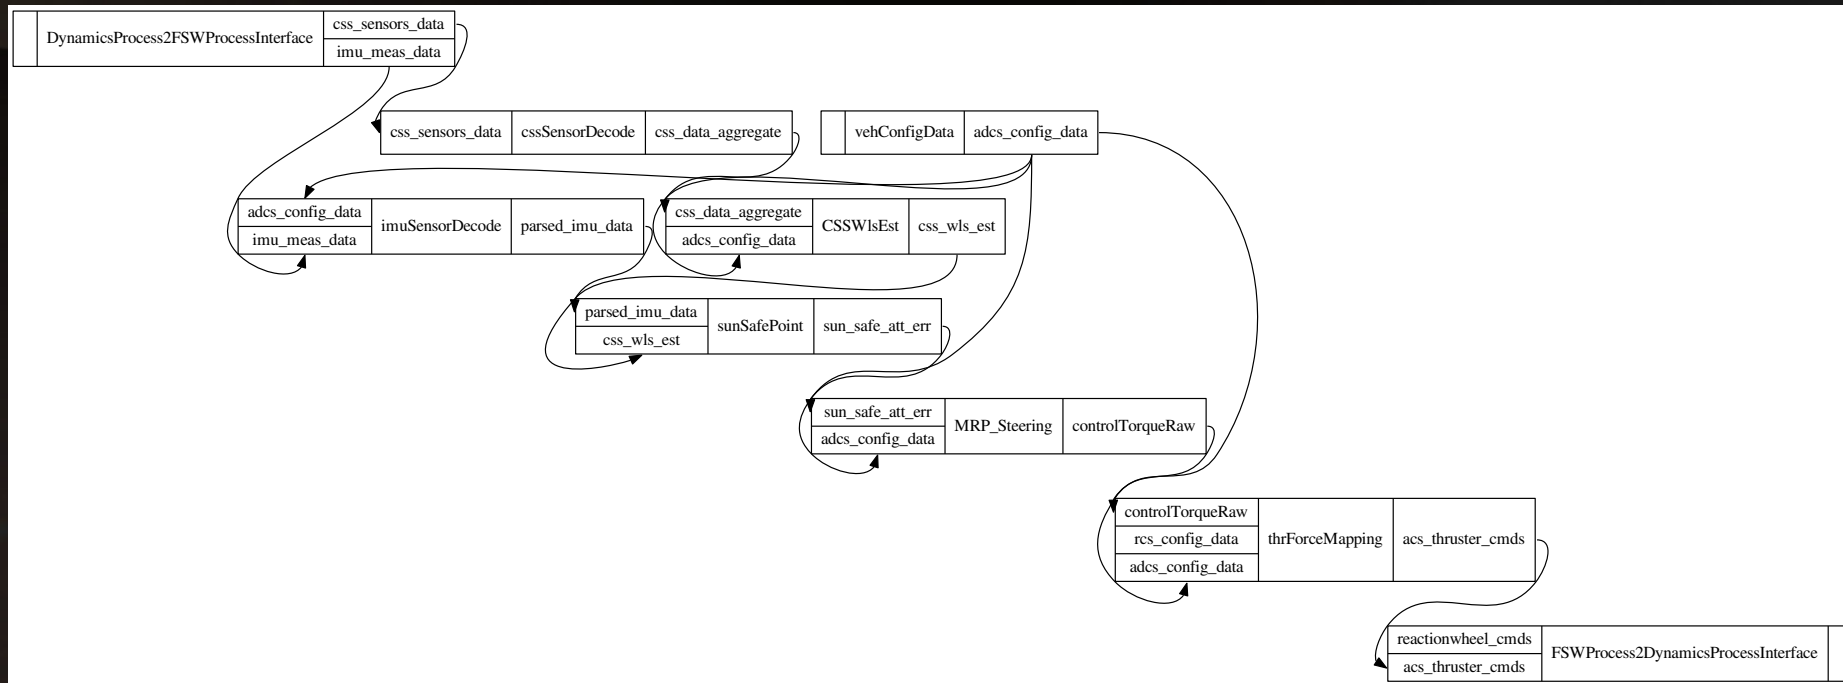 DynamicsProcess2FSWProcessInterface
css_sensors_data
imu_meas_data
css_sensors_data
cssSensorDecode
css_data_aggregate
vehConfigData
adcs_config_data
adcs_config_data
imu_meas_data
imuSensorDecode
parsed_imu_data
css_data_aggregate
adcs_config_data
CSSWlsEst
css_wls_est
parsed_imu_data
css_wls_est
sunSafePoint
sun_safe_att_err
sun_safe_att_err
adcs_config_data
MRP_Steering
controlTorqueRaw
controlTorqueRaw
rcs_config_data
adcs_config_data
thrForceMapping
acs_thruster_cmds
reactionwheel_cmds
acs_thruster_cmds
FSWProcess2DynamicsProcessInterface